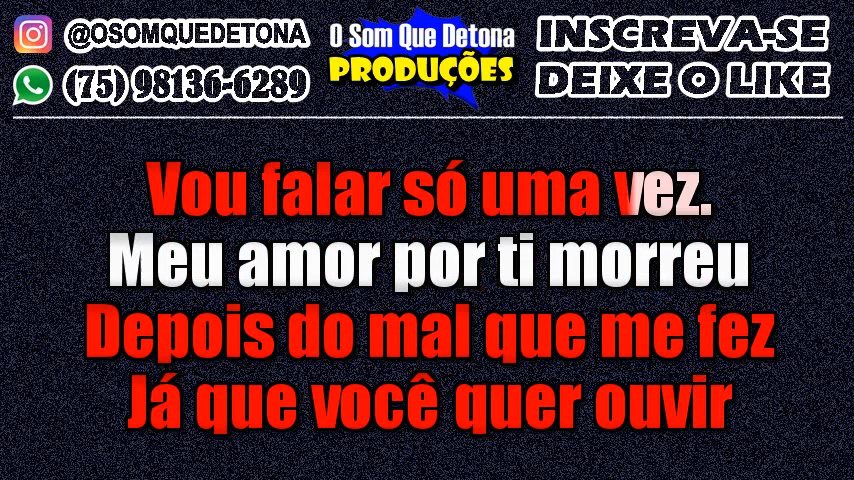 @OSOMQUEDETONA
(75) 98136-6289
O Som Que Detona
PRODUÇÕES
INSCREVA-SE
DEIXE O LIKE
Vou falar só uma vez.
Meu amor por ti morreu
Depois do mal que me fez
Já que você quer ouvir